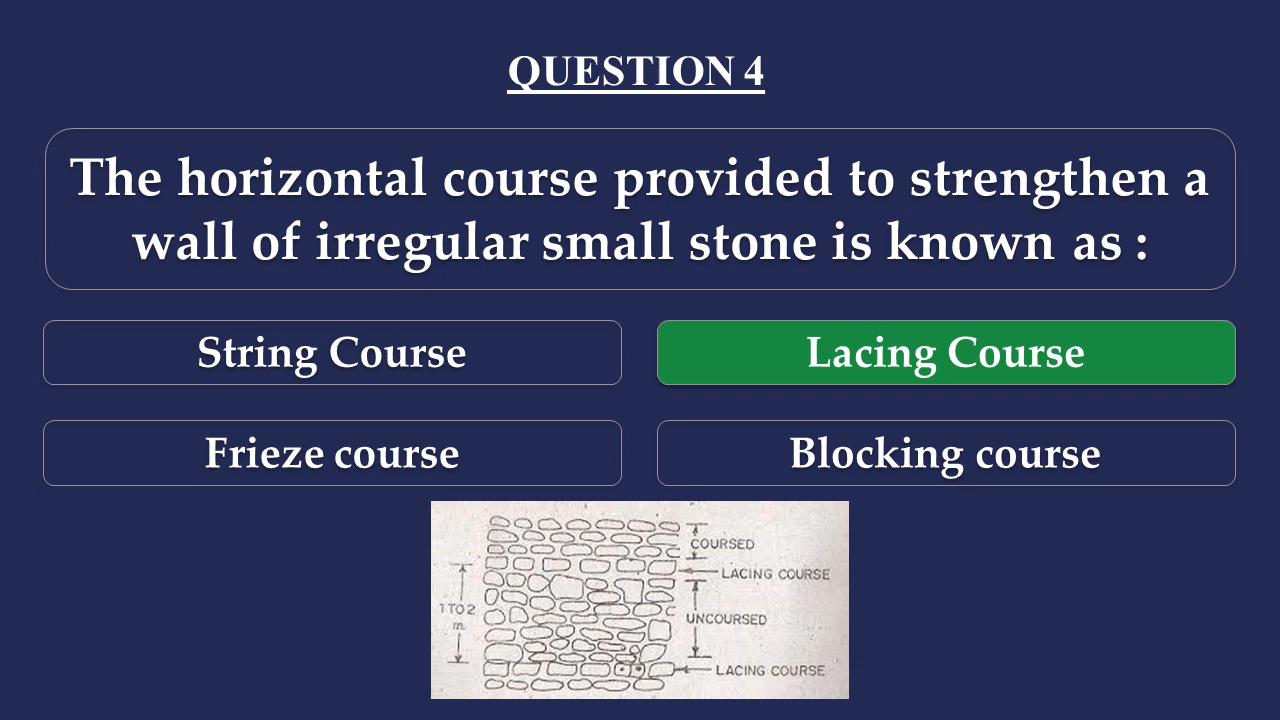 QUESTION 4
The horizontal course provided to strengthen a
wall of irregular small stone is known as :
String Course
Lacing Course
Frieze course
Blocking course
COURSED
LACING COURSE
1 TO 2
m
UNCOURSED
LACING COURSE